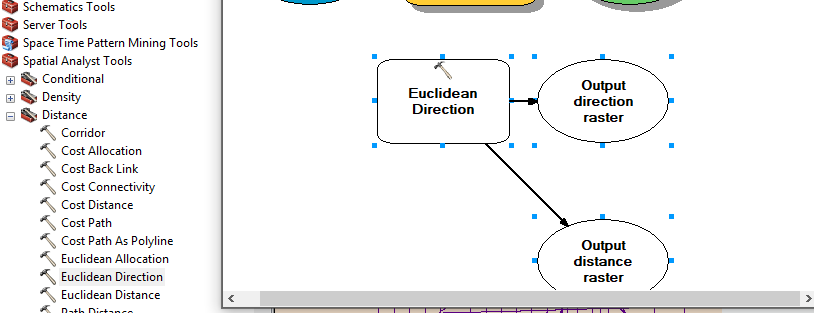 Schematics Tools
Server Tools
Space Time Pattern Mining Tools
Spatial Analyst Tools
Conditional
Density
Distance
Corridor
Cost Allocation
Cost Back Link
Cost Connectivity
Cost Distance
Cost Path
Cost Path As Polyline
Euclidean Allocation
Euclidean Direction
Euclidean Distance
Path Distance
Euclidean
Direction
Output
direction
raster
Output
distance
raster